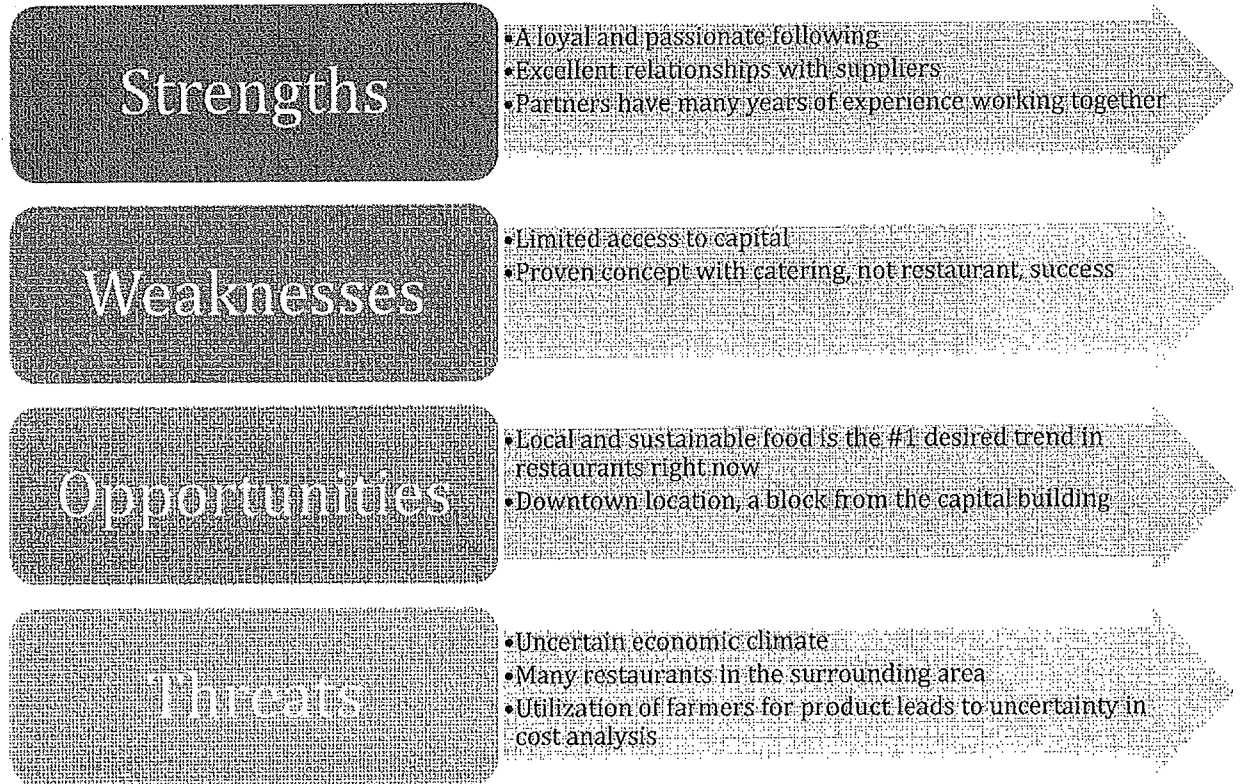 Strengths
•A loyal and passionate following
•Excellent relationships with suppliers
•Partners have many years of experience working together
Weaknesses
•Limited access to capital
•Proven concept with catering, not restaurant, success
Opportunities
•Local and sustainable food is the #1 desired trend in
restaurants right now
•Downtown location, a block from the capital building
Threats
•Uncertain economic climate
•Many restaurants in the surrounding area
•Utilization of farmers for product leads to uncertainty in
cost analysis